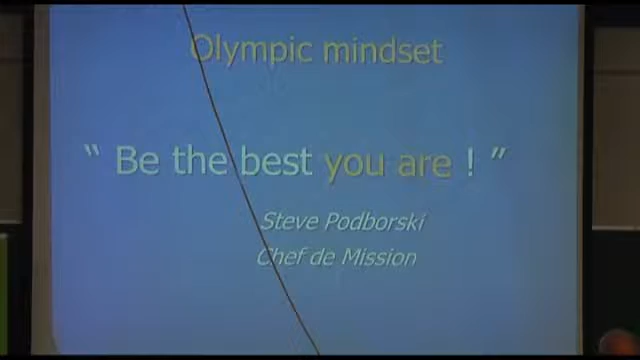 Olympic mindset
“ Be the best you are ! ”
Steve Podborski
Chef de Mission